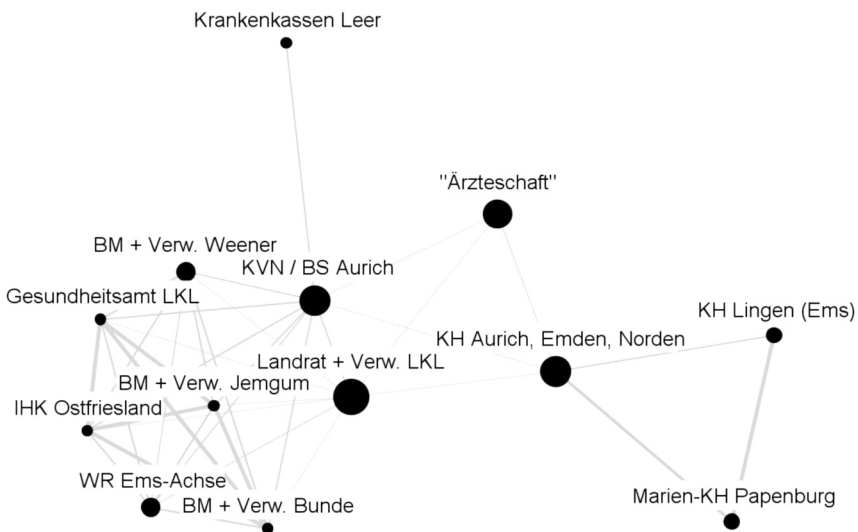 Krankenkassen Leer
"Ärzteschaft"
BM + Verw. Weener
KVN / BS Aurich
Gesundheitsamt LKL
KH Lingen (Ems)
KH Aurich, Emden, Norden
Landrat + Verw. LKL
BM + Verw. Jemgum
IHK Ostfriesland
WR Ems-Achse
Marien-KH Papenburg
BM + Verw. Bunde